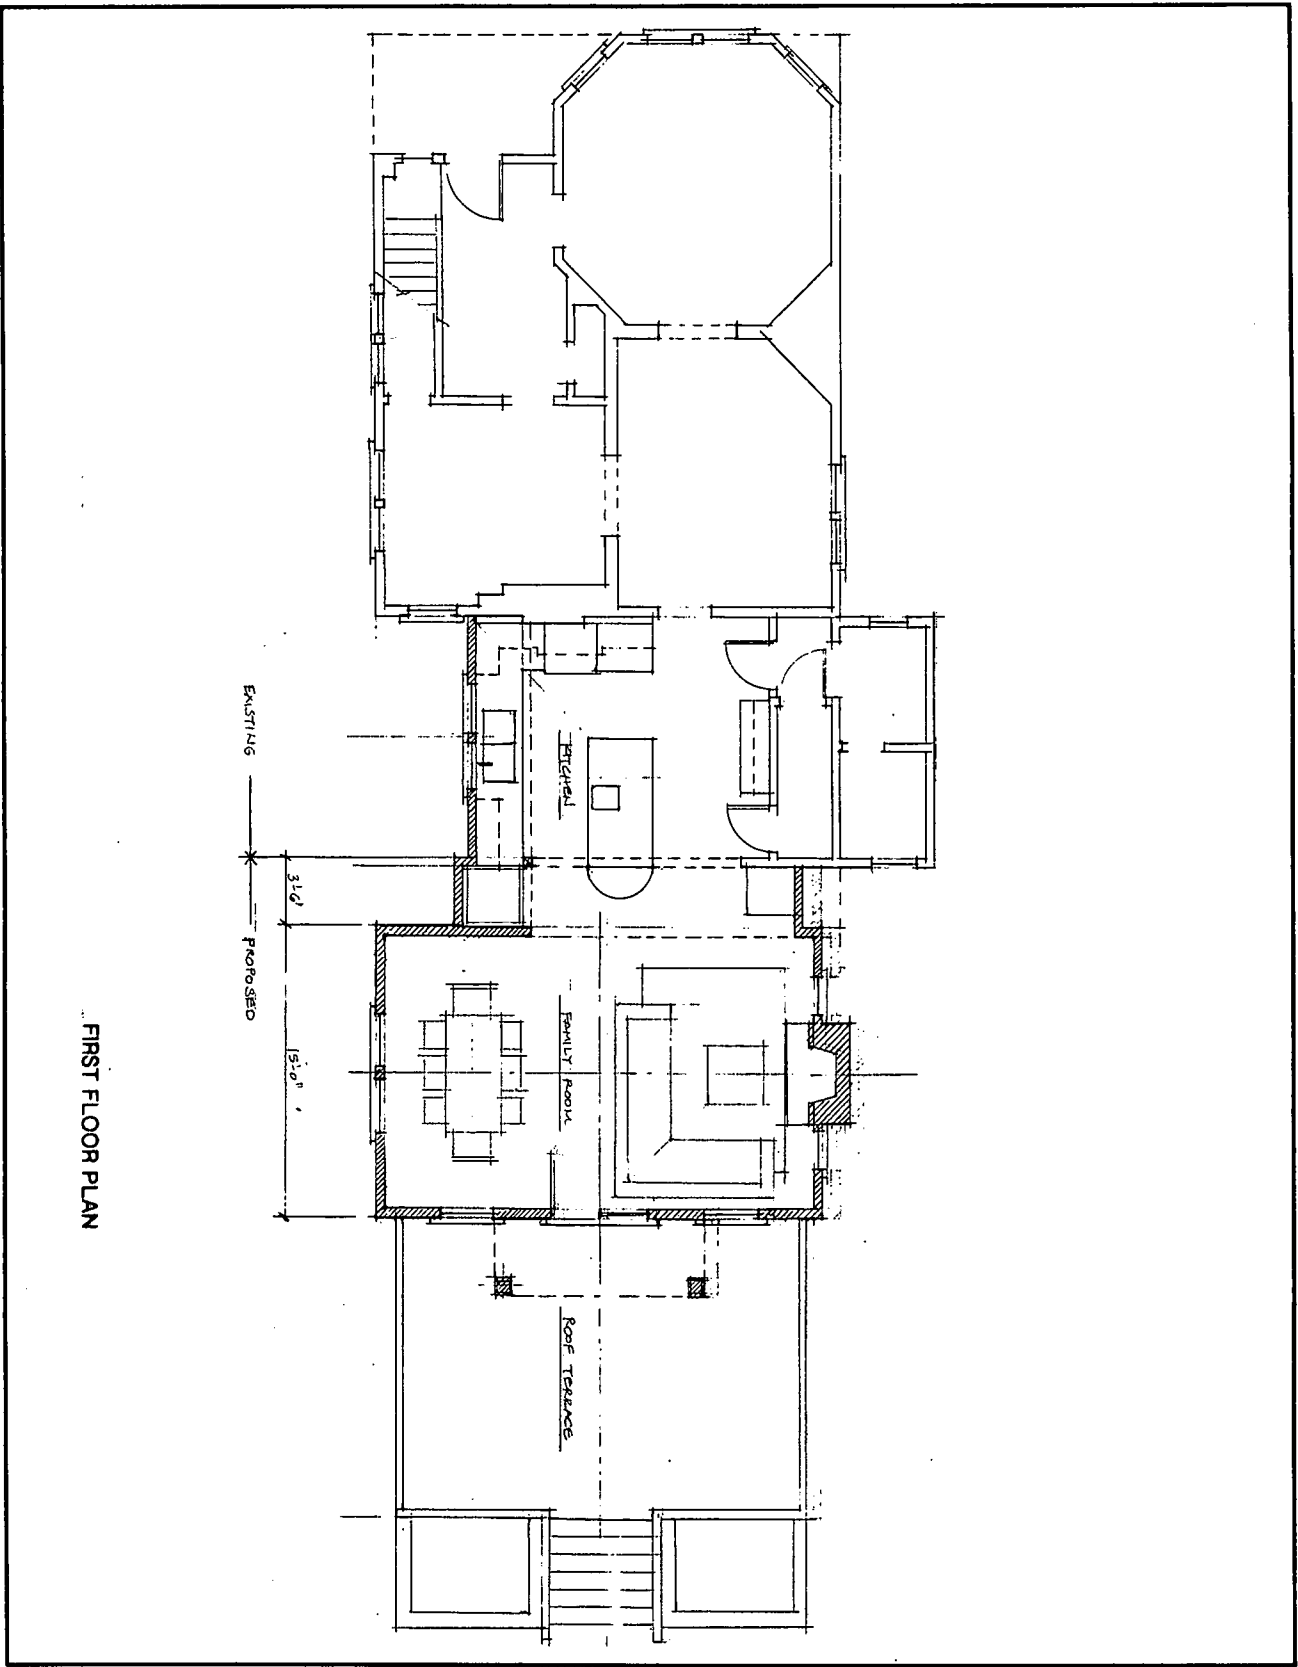 KITCHEN
FAMILY ROOM
ROOF TERRACE
EXISTING
PROPOSED
3'-6"
15'-0"
FIRST FLOOR PLAN